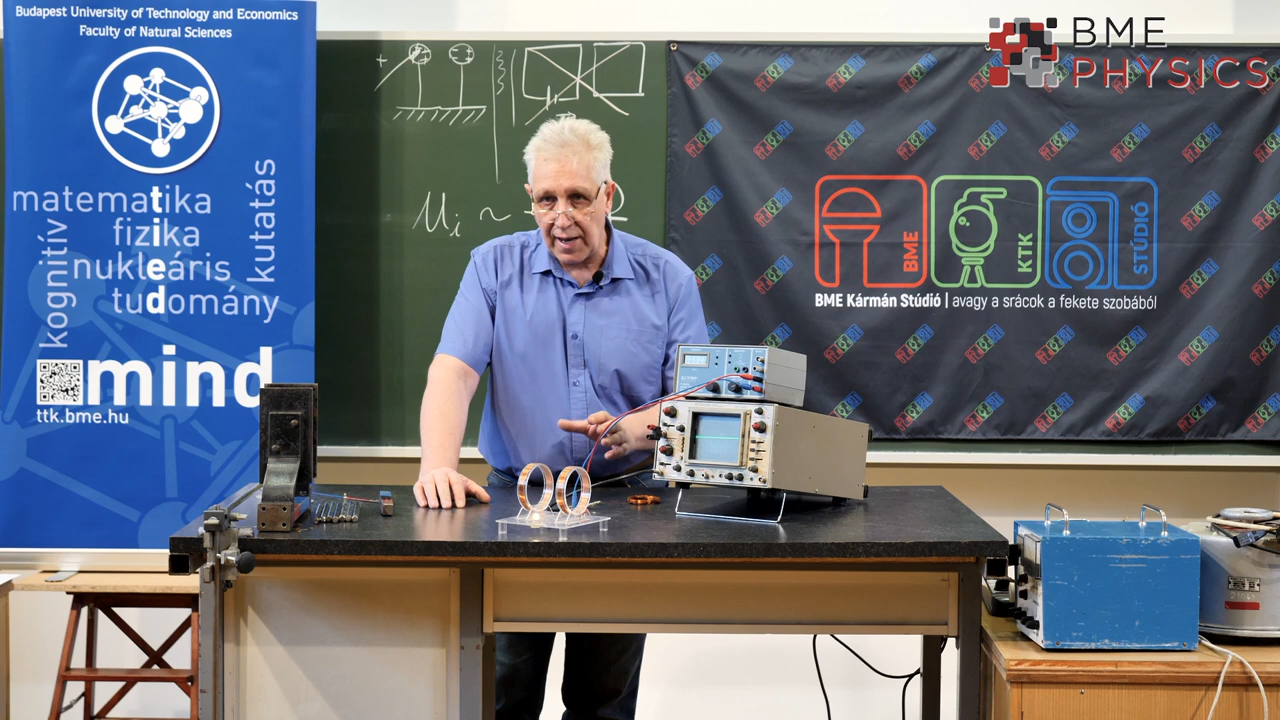 Budapest University of Technology and Economics
Faculty of Natural Sciences
matematika
fizika
nukleáris
tudomány
kognitív
kutatás
tied
mind
ttk.bme.hu
+
U i ~
BME
PHYSICS
BME
KTK
STÚDIÓ
BME Kármán Stúdió | avagy a srácok a fekete szobából